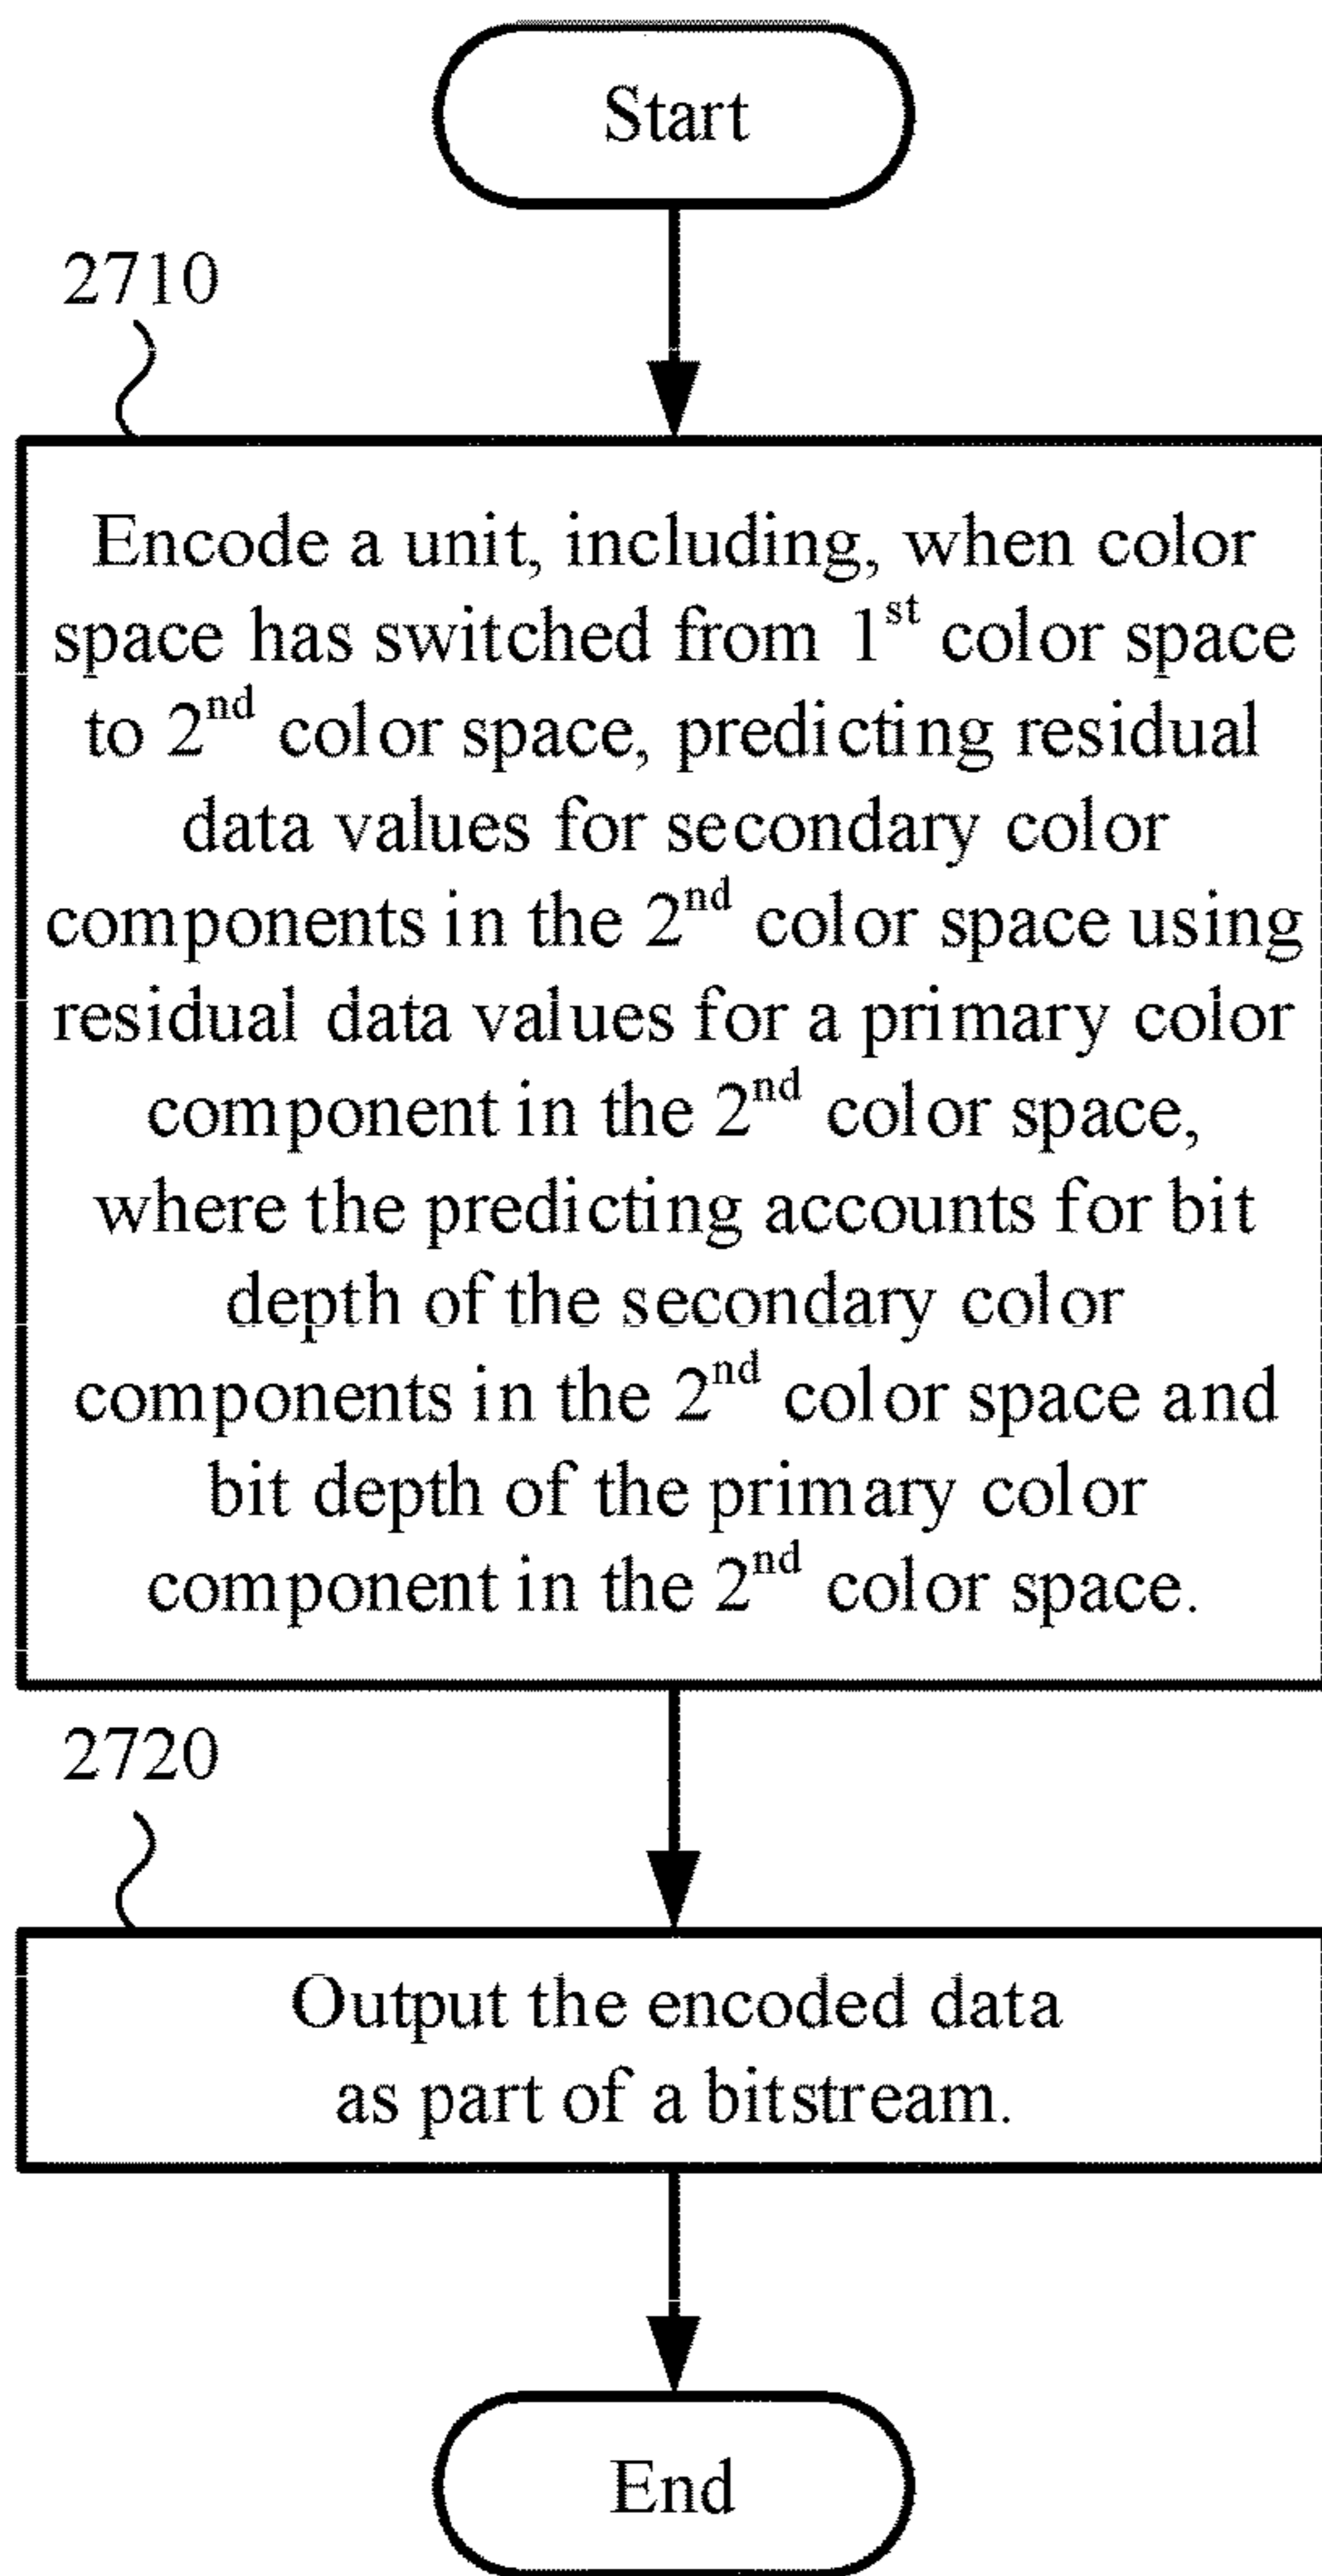 Start
2710
Encode a unit, including, when color
space has switched from 1st color space
to 2nd color space, predicting residual
data values for secondary color
components in the 2nd color space using
residual data values for a primary color
component in the 2nd color space,
where the predicting accounts for bit
depth of the secondary color
components in the 2nd color space and
bit depth of the primary color
component in the 2nd color space.
2720
Output the encoded data
as part of a bitstream.
End